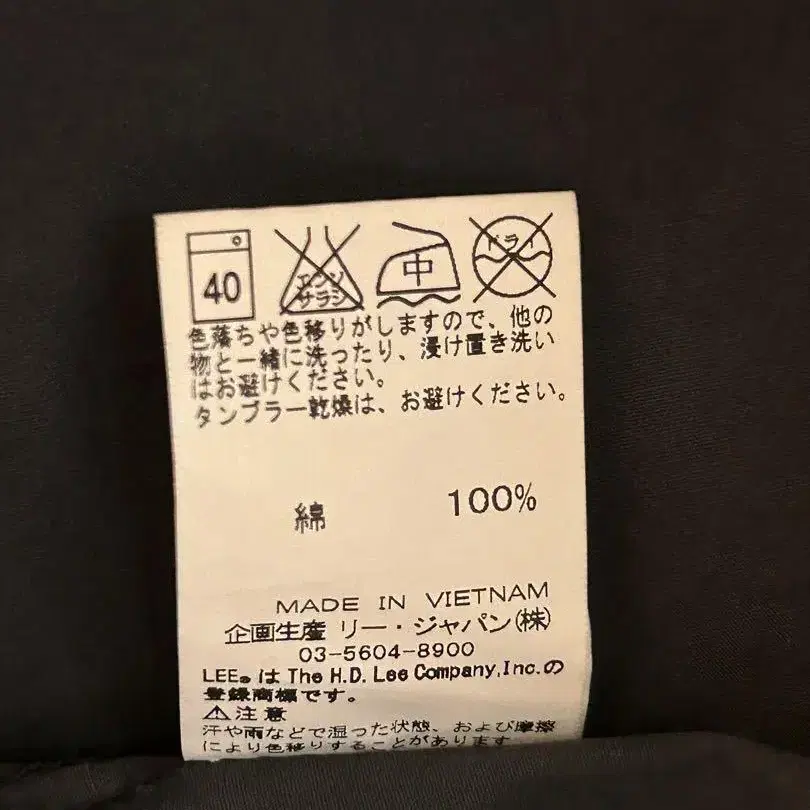 40 エンソ サラシ 中 ドライ
色落ちや色移りがしますので、他の
物と一緒に洗ったり、浸け置き洗い
はお避けください。
タンブラー乾燥は、お避けください。
綿 100%
MADE IN VIETNAM
企画生産 リー・ジャパン(株)
03-5604-8900
LEE®は The H.D. Lee Company,Inc.の
登録商標です。
⚠注意
汗や雨などで湿った状態、および摩擦
により色移りすることがあります